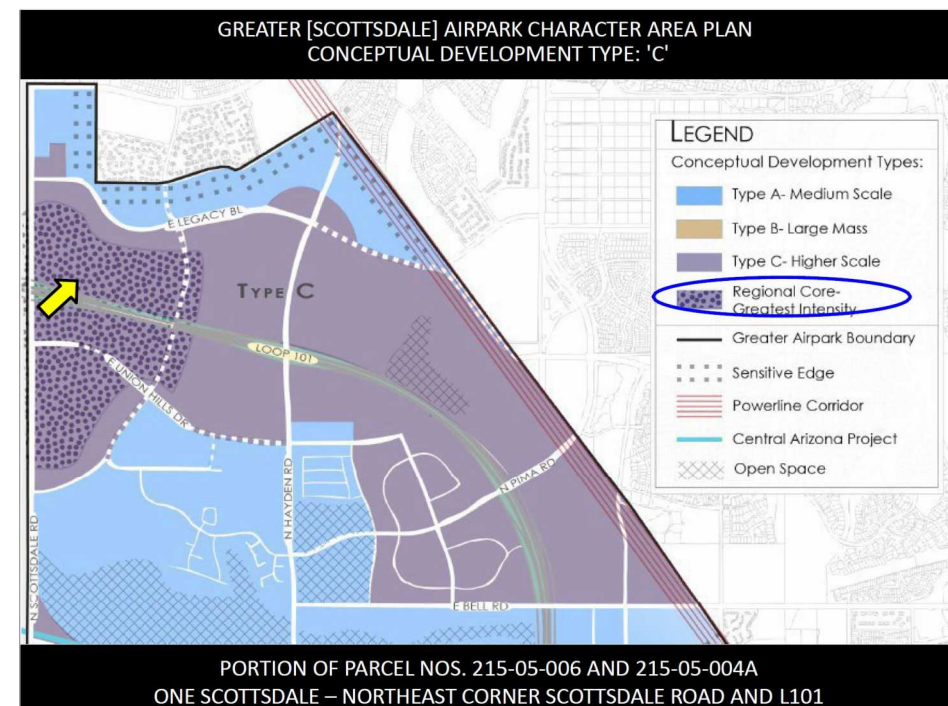 GREATER [SCOTTSDALE] AIRPARK CHARACTER AREA PLAN
CONCEPTUAL DEVELOPMENT TYPE: 'C'
LEGEND
Conceptual Development Types:
Type A- Medium Scale
Type B- Large Mass
Type C- Higher Scale
Regional Core-
Greatest Intensity
Greater Airpark Boundary
Sensitive Edge
Powerline Corridor
Central Arizona Project
Open Space
E LEGACY BL
TYPE C
LOOP 101
E UNION HILLS DR
N HAYDEN RD
N PIMA RD
N SCOTTSDALE RD
E BELL RD
PORTION OF PARCEL NOS. 215-05-006 AND 215-05-004A
ONE SCOTTSDALE – NORTHEAST CORNER SCOTTSDALE ROAD AND L101